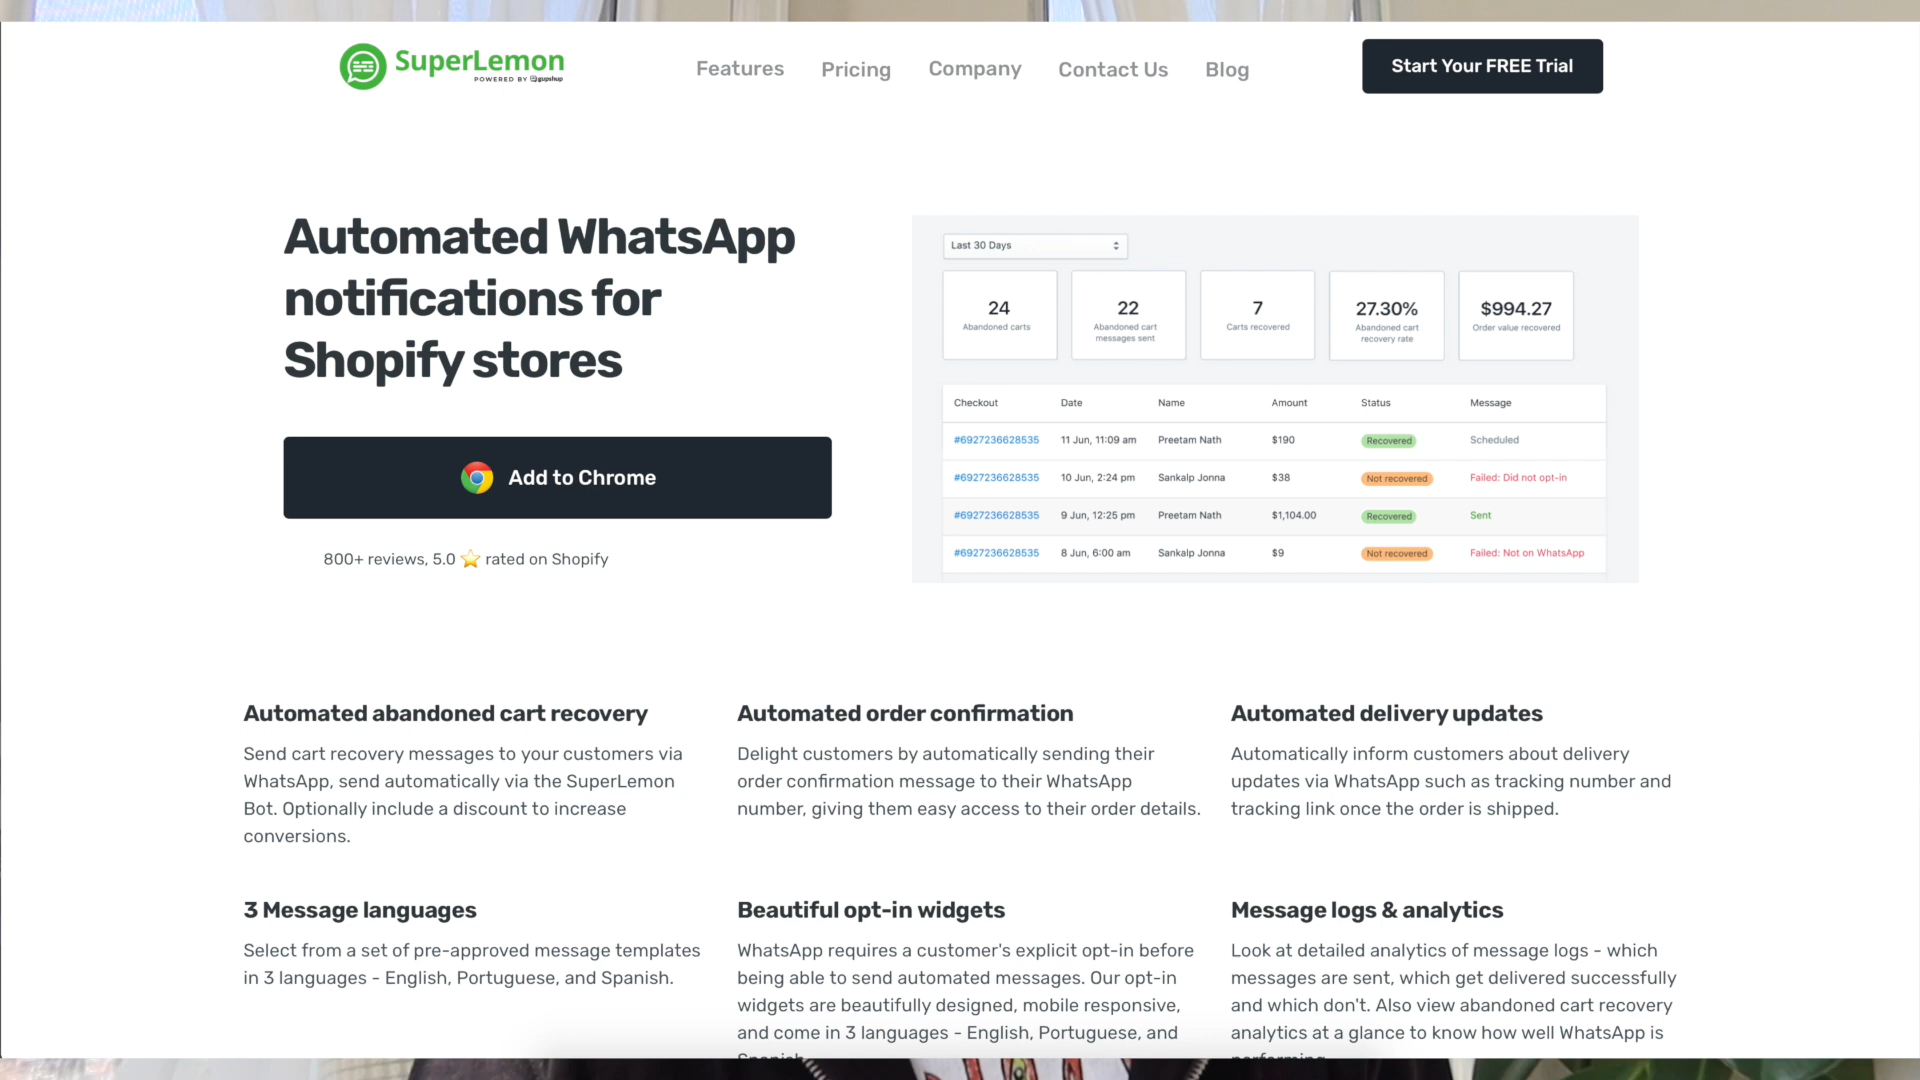 SuperLemon
POWERED BY gupshup
Features
Pricing
Company
Contact Us
Blog
Start Your FREE Trial
Automated WhatsApp
notifications for
Shopify stores
Add to Chrome
800+ reviews, 5.0 ⭐ rated on Shopify
Last 30 Days
24
Abandoned carts
22
Abandoned cart
messages sent
7
Carts recovered
27.30%
Abandoned cart
recovery rate
$994.27
Order value recovered
Checkout Date Name Amount Status Message
#6927236628535 11 Jun, 11:09 am Preetam Nath $190 Recovered Scheduled
#6927236628535 10 Jun, 2:24 pm Sankalp Jonna $38 Not recovered Failed: Did not opt-in
#6927236628535 9 Jun, 12:25 pm Preetam Nath $1,104.00 Recovered Sent
#6927236628535 8 Jun, 6:00 am Sankalp Jonna $9 Not recovered Failed: Not on WhatsApp
Automated abandoned cart recovery
Send cart recovery messages to your customers via
WhatsApp, send automatically via the SuperLemon
Bot. Optionally include a discount to increase
conversions.
Automated order confirmation
Delight customers by automatically sending their
order confirmation message to their WhatsApp
number, giving them easy access to their order details.
Automated delivery updates
Automatically inform customers about delivery
updates via WhatsApp such as tracking number and
tracking link once the order is shipped.
3 Message languages
Select from a set of pre-approved message templates
in 3 languages - English, Portuguese, and Spanish.
Beautiful opt-in widgets
WhatsApp requires a customer's explicit opt-in before
being able to send automated messages. Our opt-in
widgets are beautifully designed, mobile responsive,
and come in 3 languages - English, Portuguese, and
Spanish.
Message logs & analytics
Look at detailed analytics of message logs - which
messages are sent, which get delivered successfully
and which don't. Also view abandoned cart recovery
analytics at a glance to know how well WhatsApp is
performing.